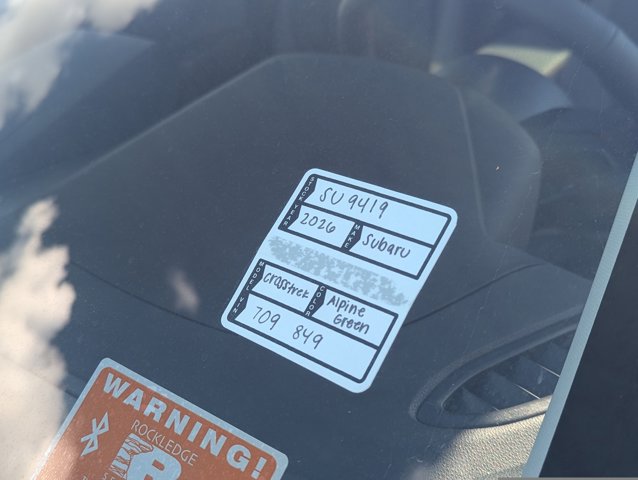 STOCK SU 9419
YEAR 2026 MAKE Subaru
MODEL Crosstrek COLOR Alpine Green
VIN 709 849
WARNING!
ROCKLEDGE
R